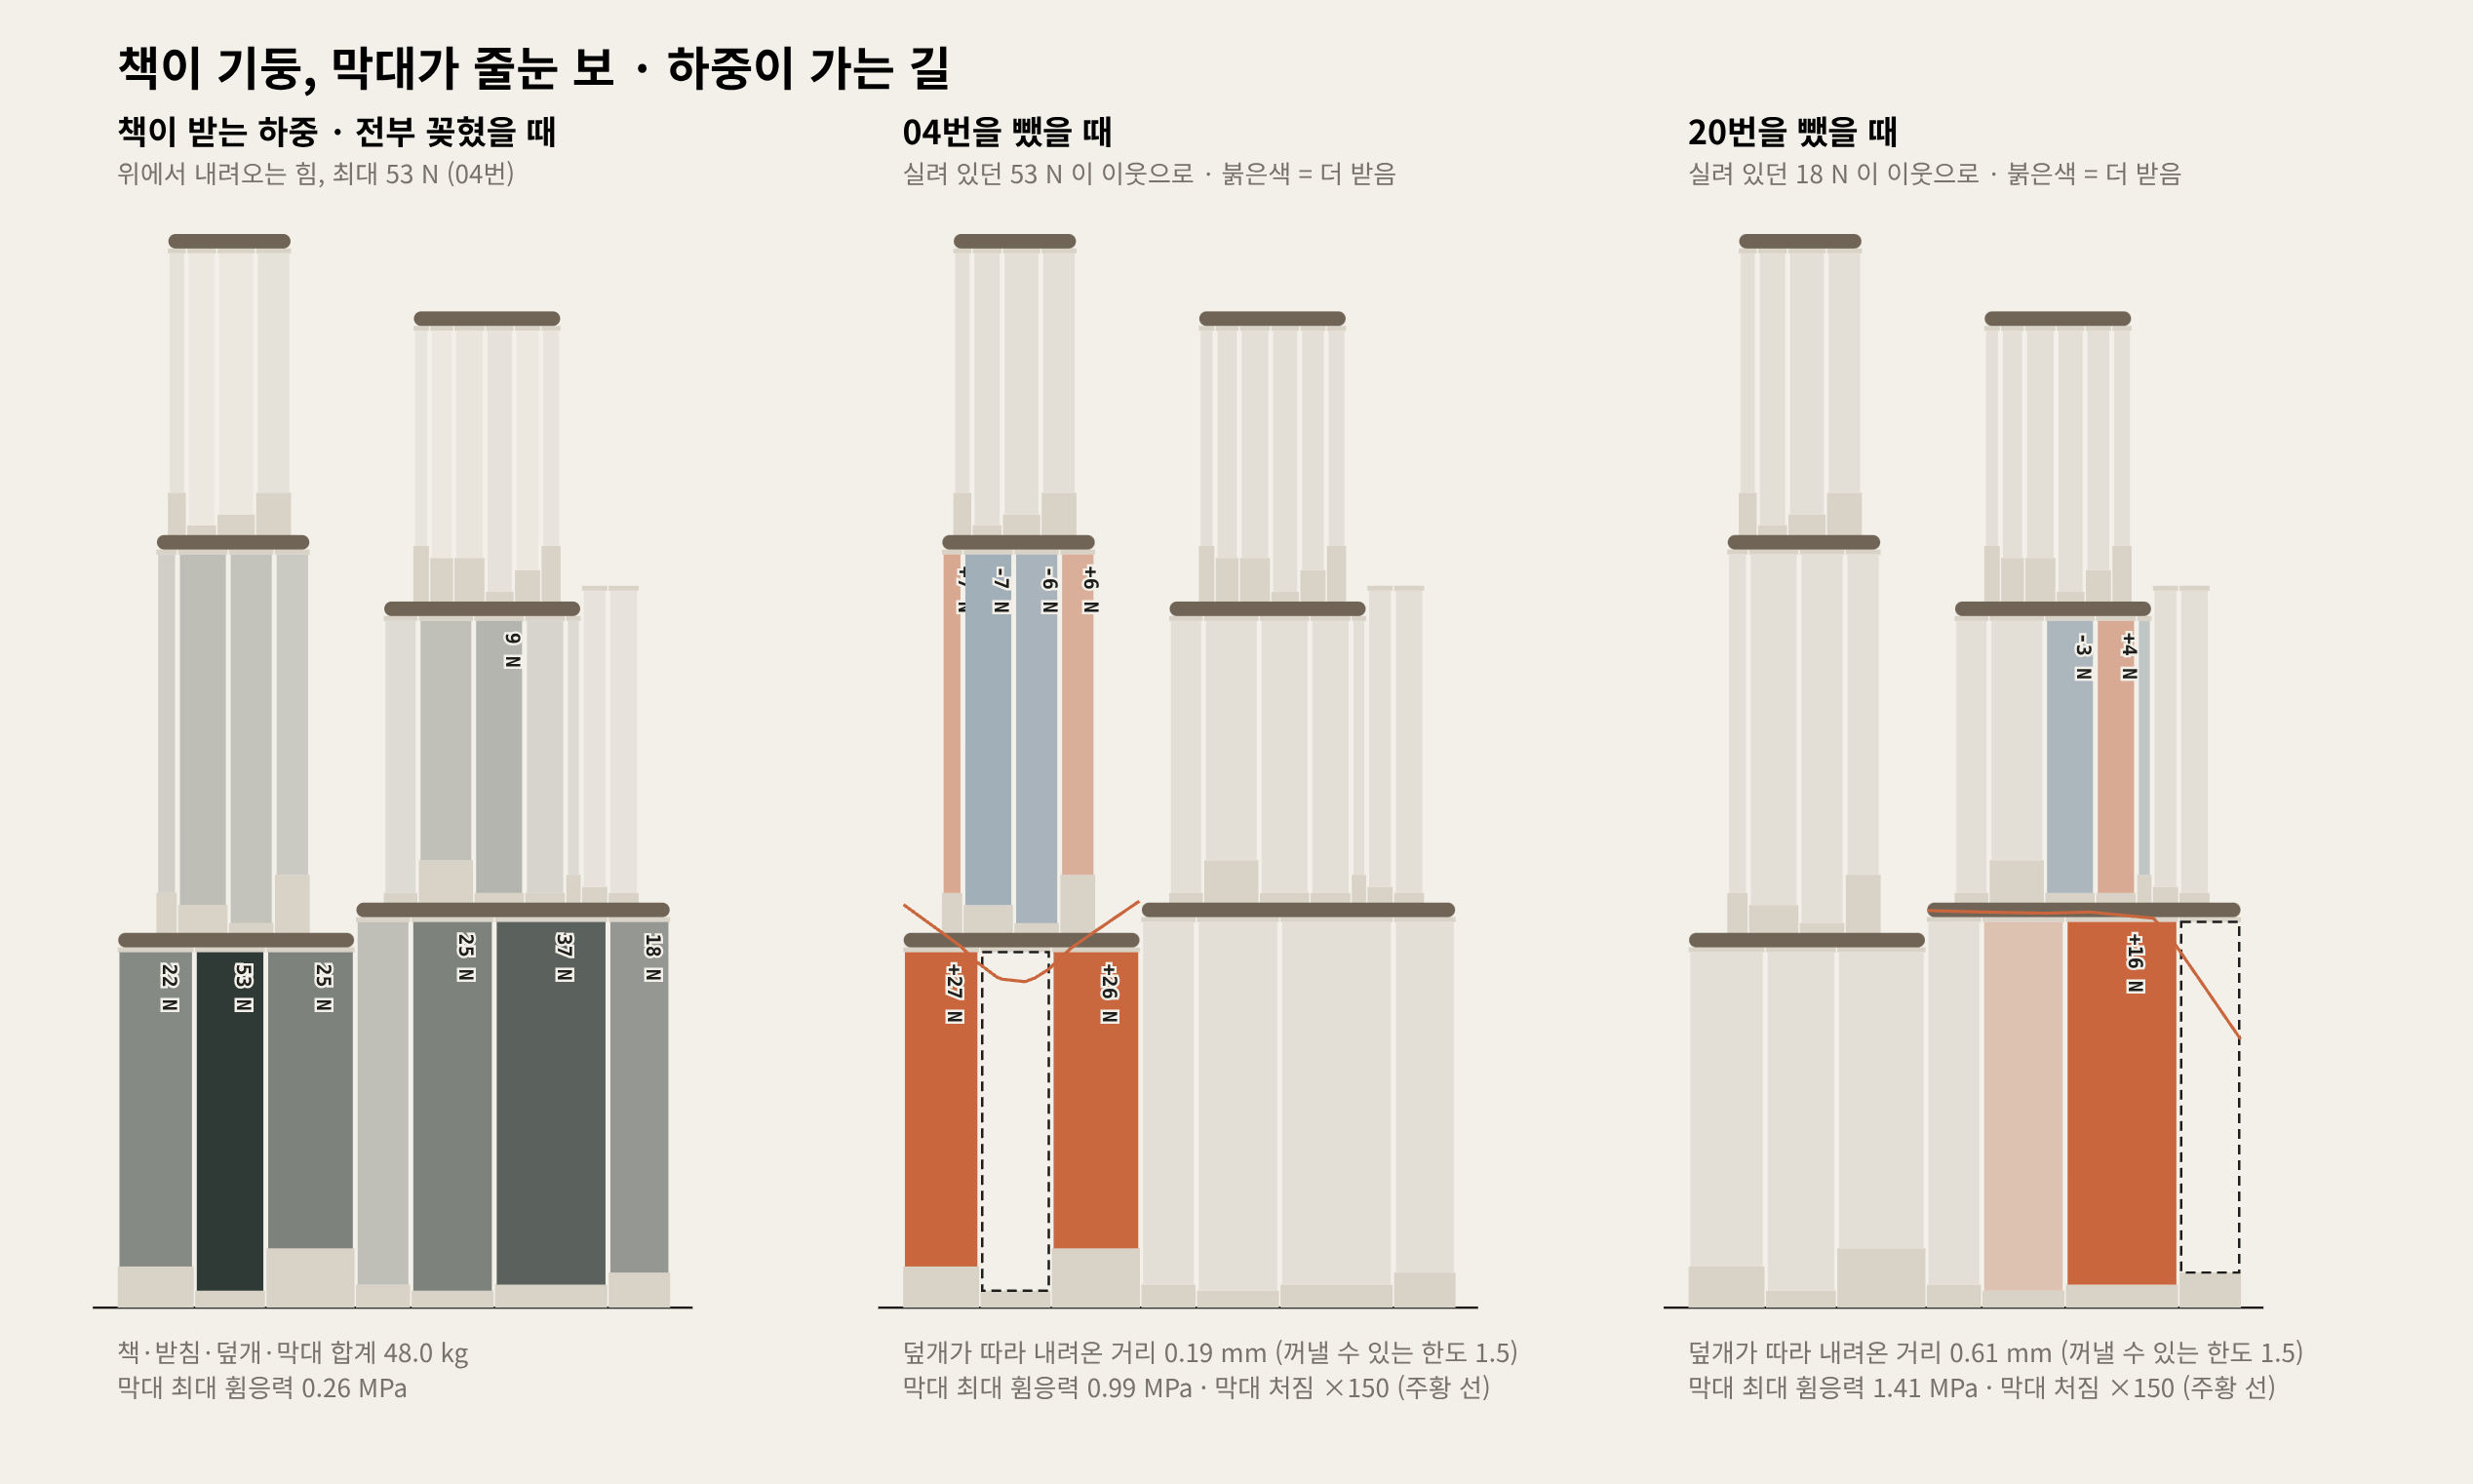 책이 기둥, 막대가 줄눈 보 · 하중이 가는 길
책이 받는 하중 · 전부 꽂혔을 때
위에서 내려오는 힘, 최대 53 N (04번)
9 N
22 N
53 N
25 N
25 N
37 N
18 N
책·받침·덮개·막대 합계 48.0 kg
막대 최대 휨응력 0.26 MPa
04번을 뺐을 때
실려 있던 53 N 이 이웃으로 · 붉은색 = 더 받음
+7 N
-7 N
-6 N
+6 N
+27 N
+26 N
덮개가 따라 내려온 거리 0.19 mm (꺼낼 수 있는 한도 1.5)
막대 최대 휨응력 0.99 MPa · 막대 처짐 ×150 (주황 선)
20번을 뺐을 때
실려 있던 18 N 이 이웃으로 · 붉은색 = 더 받음
-3 N
+4 N
+16 N
덮개가 따라 내려온 거리 0.61 mm (꺼낼 수 있는 한도 1.5)
막대 최대 휨응력 1.41 MPa · 막대 처짐 ×150 (주황 선)